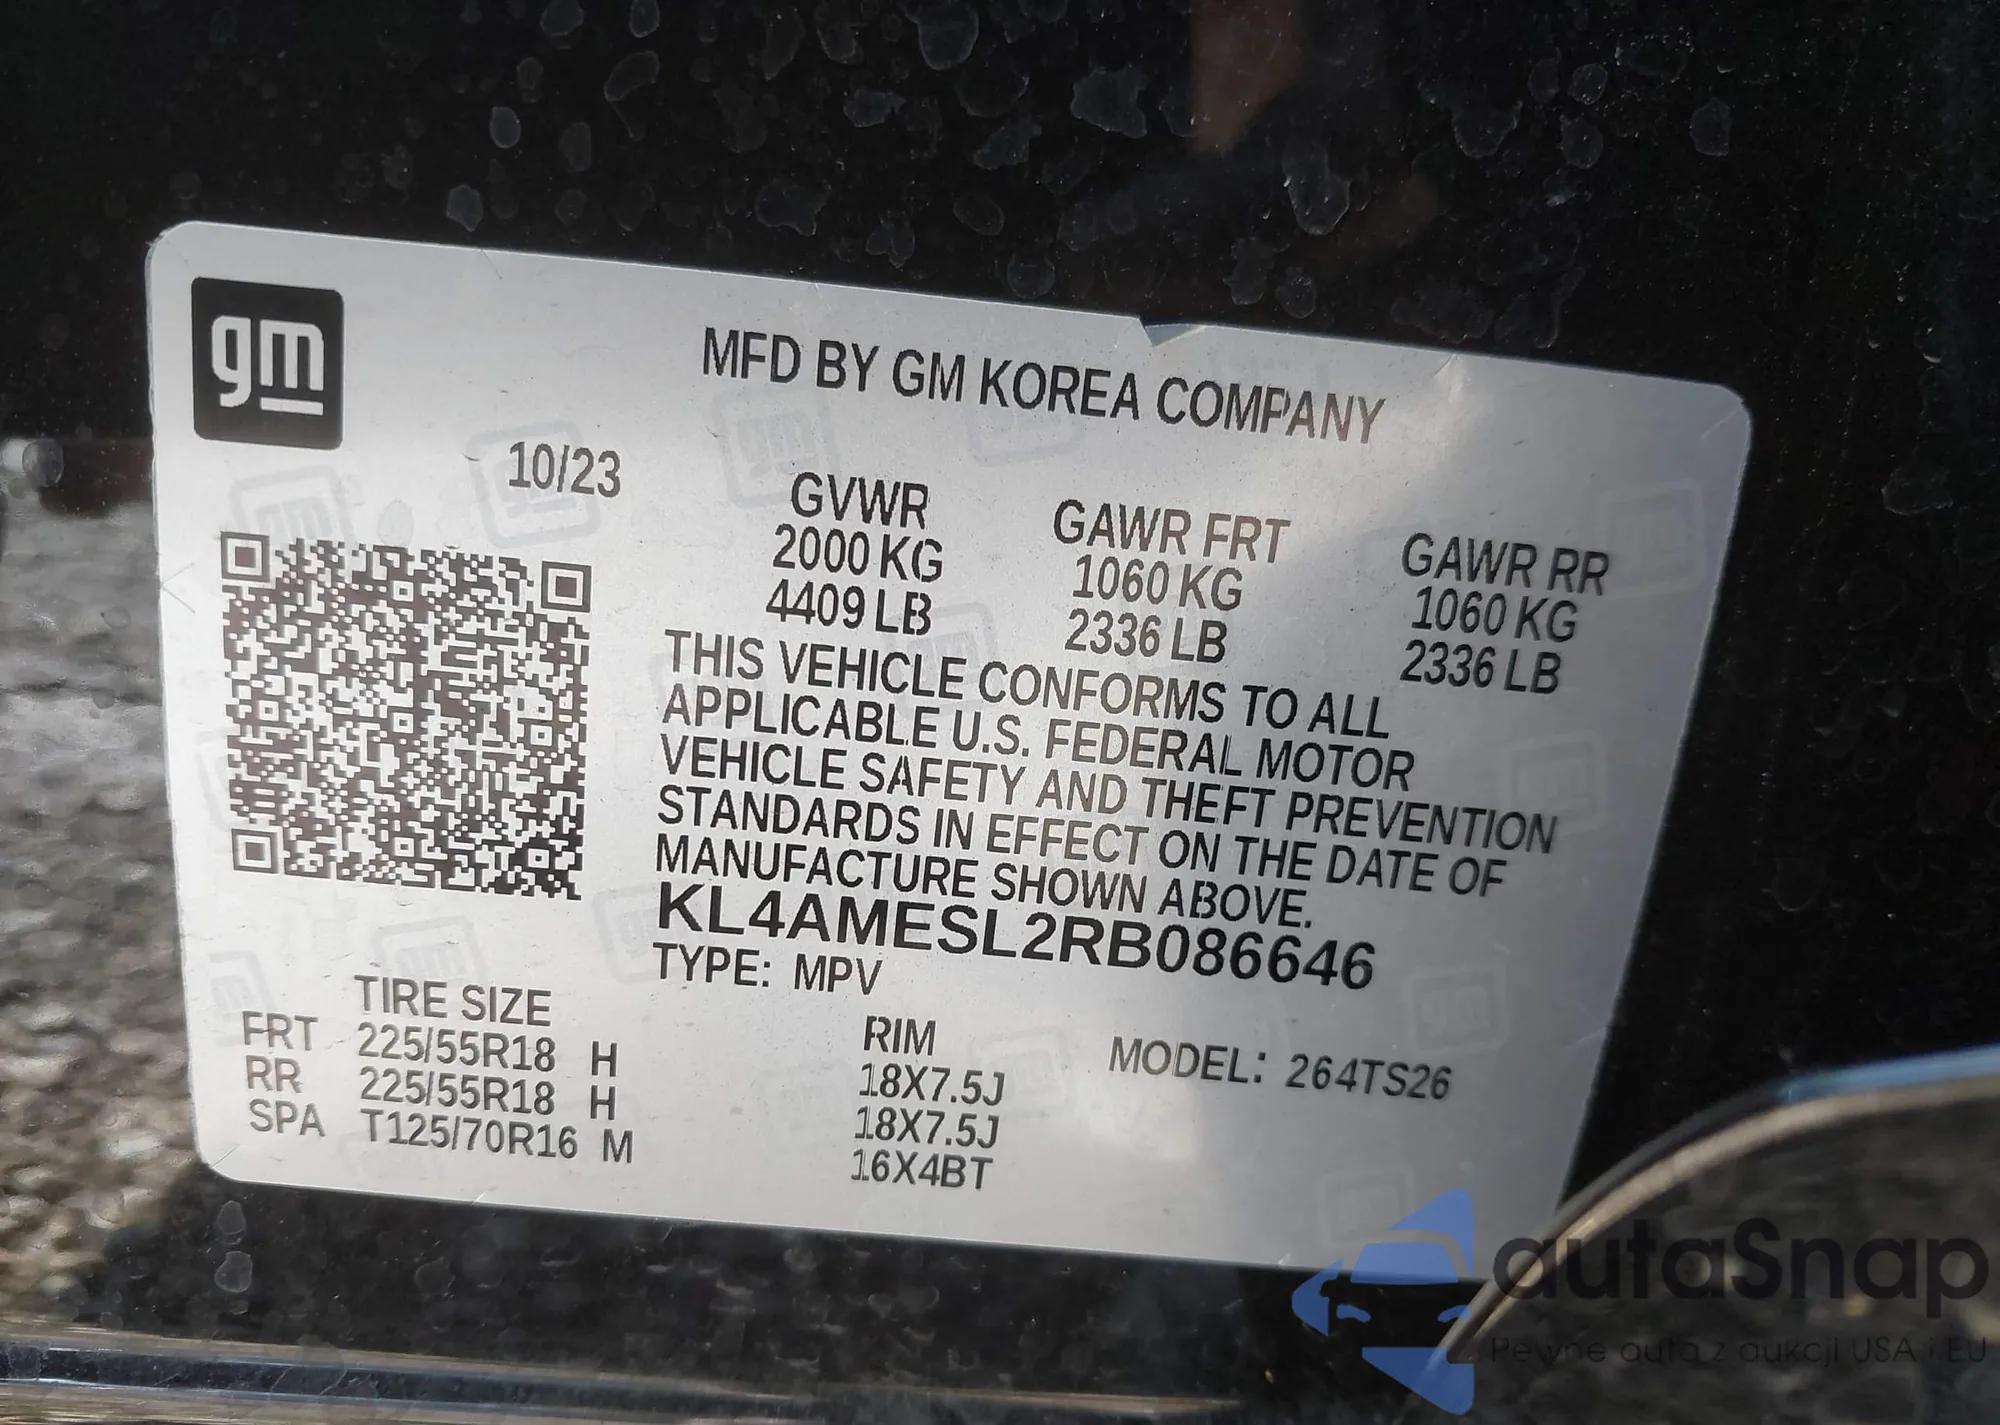 gm
MFD BY GM KOREA COMPANY
10/23
GVWR GAWR FRT GAWR RR
2000 KG 1060 KG 1060 KG
4409 LB 2336 LB 2336 LB
THIS VEHICLE CONFORMS TO ALL
APPLICABLE U.S. FEDERAL MOTOR
VEHICLE SAFETY AND THEFT PREVENTION
STANDARDS IN EFFECT ON THE DATE OF
MANUFACTURE SHOWN ABOVE.
KL4AMESL2RB086646
TYPE: MPV
TIRE SIZE RIM MODEL: 264TS26
FRT 225/55R18 H 18X7.5J
RR 225/55R18 H 18X7.5J
SPA T125/70R16 M 16X4BT
autaSnap
Pewne auta z aukcji USA i EU